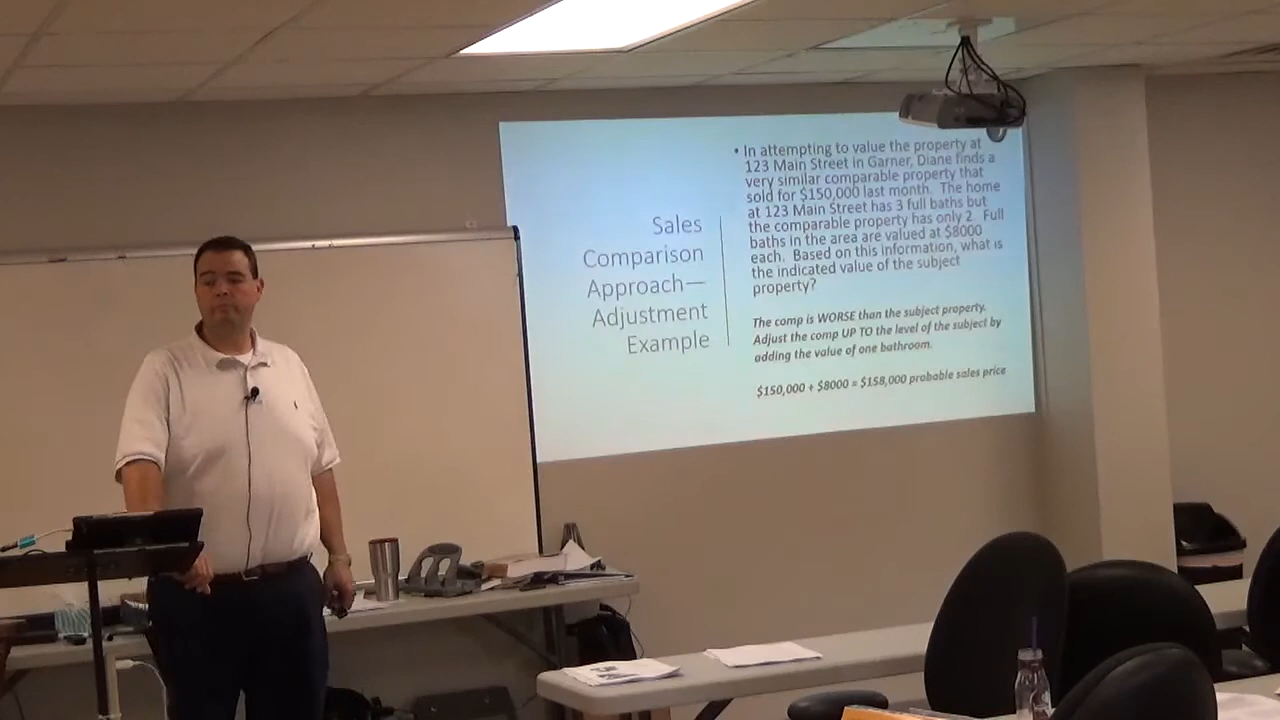 Sales
Comparison
Approach—
Adjustment
Example
• In attempting to value the property at
123 Main Street in Garner, Diane finds a
very similar comparable property that
sold for $150,000 last month. The home
at 123 Main Street has 3 full baths but
the comparable property has only 2. Full
baths in the area are valued at $8000
each. Based on this information, what is
the indicated value of the subject
property?
The comp is WORSE than the subject property.
Adjust the comp UP TO the level of the subject by
adding the value of one bathroom.
$150,000 + $8000 = $158,000 probable sales price